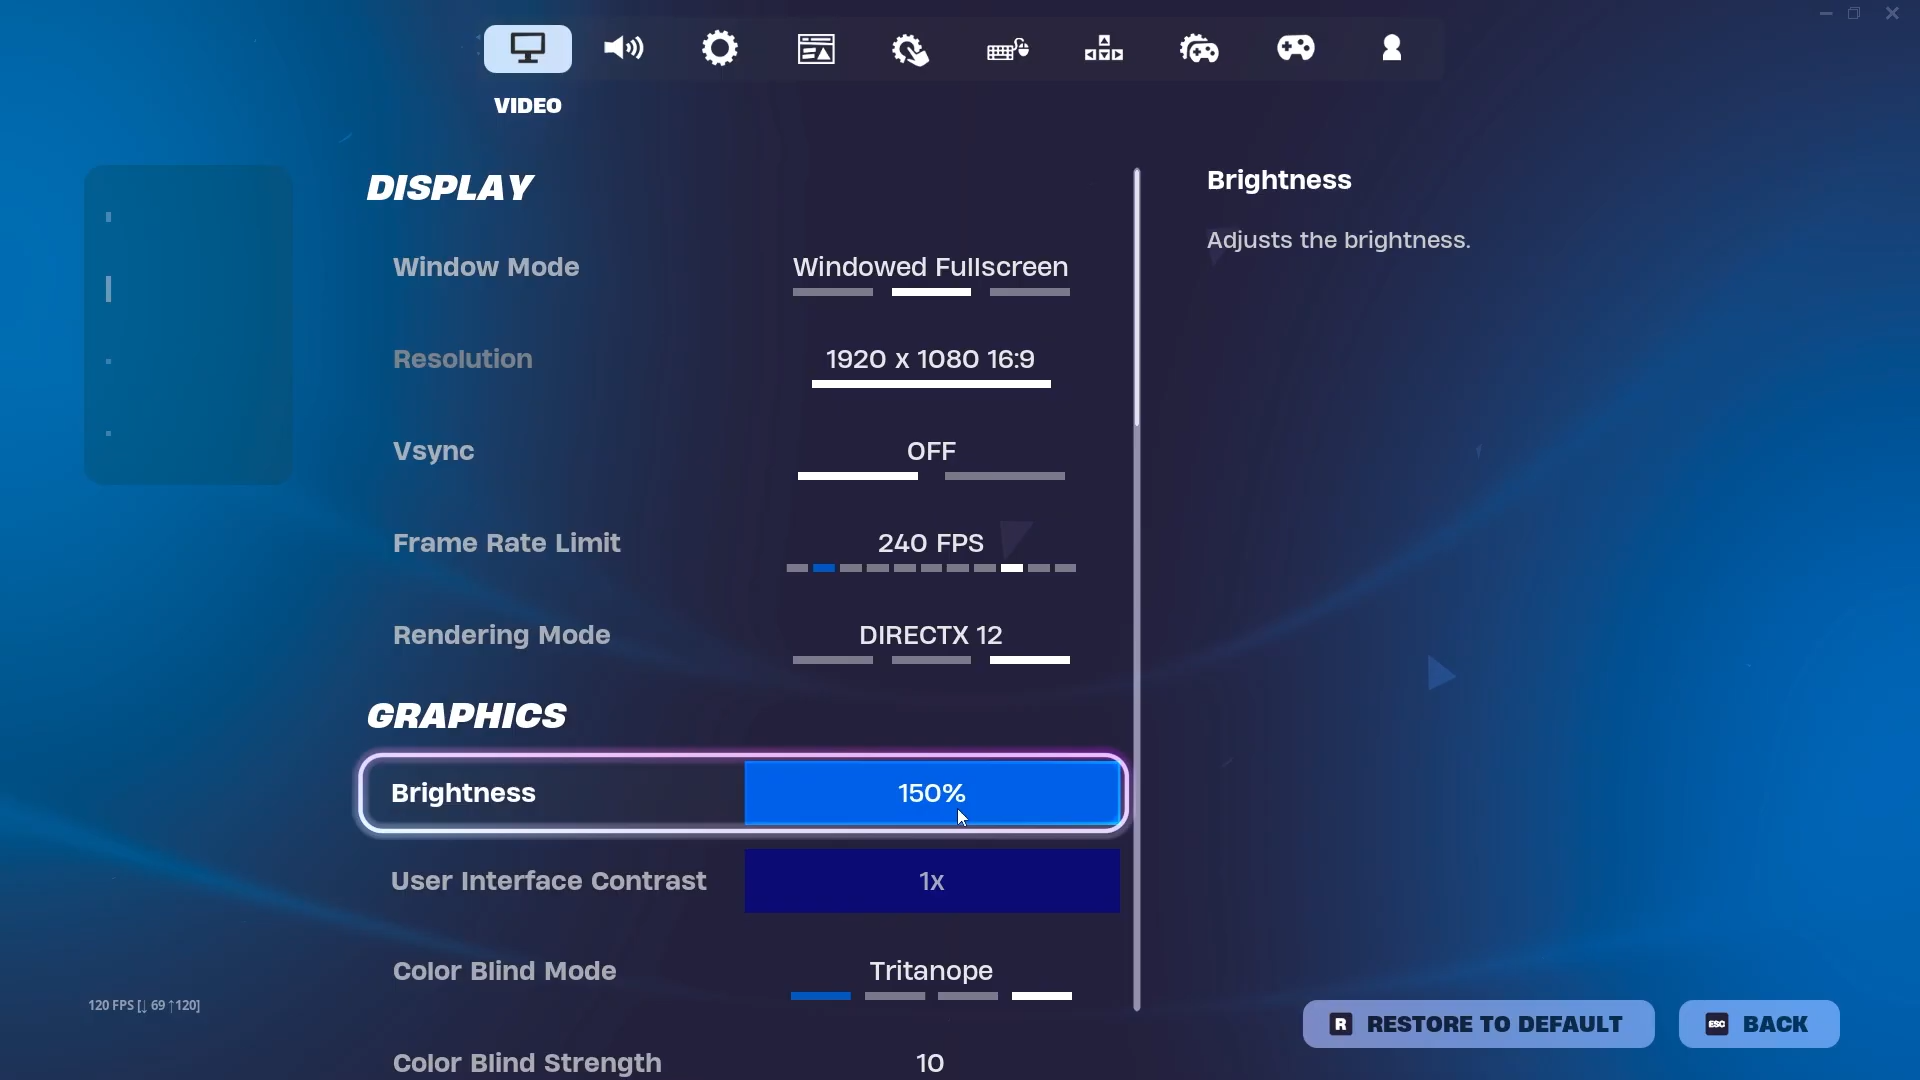 VIDEO
DISPLAY
Window Mode
Windowed Fullscreen
Resolution
1920 x 1080 16:9
Vsync
OFF
Frame Rate Limit
240 FPS
Rendering Mode
DIRECTX 12
GRAPHICS
Brightness
150%
User Interface Contrast
1x
Color Blind Mode
Tritanope
Color Blind Strength
10
Brightness
Adjusts the brightness.
120 FPS [↓ 69 ↑120]
R RESTORE TO DEFAULT
ESC BACK